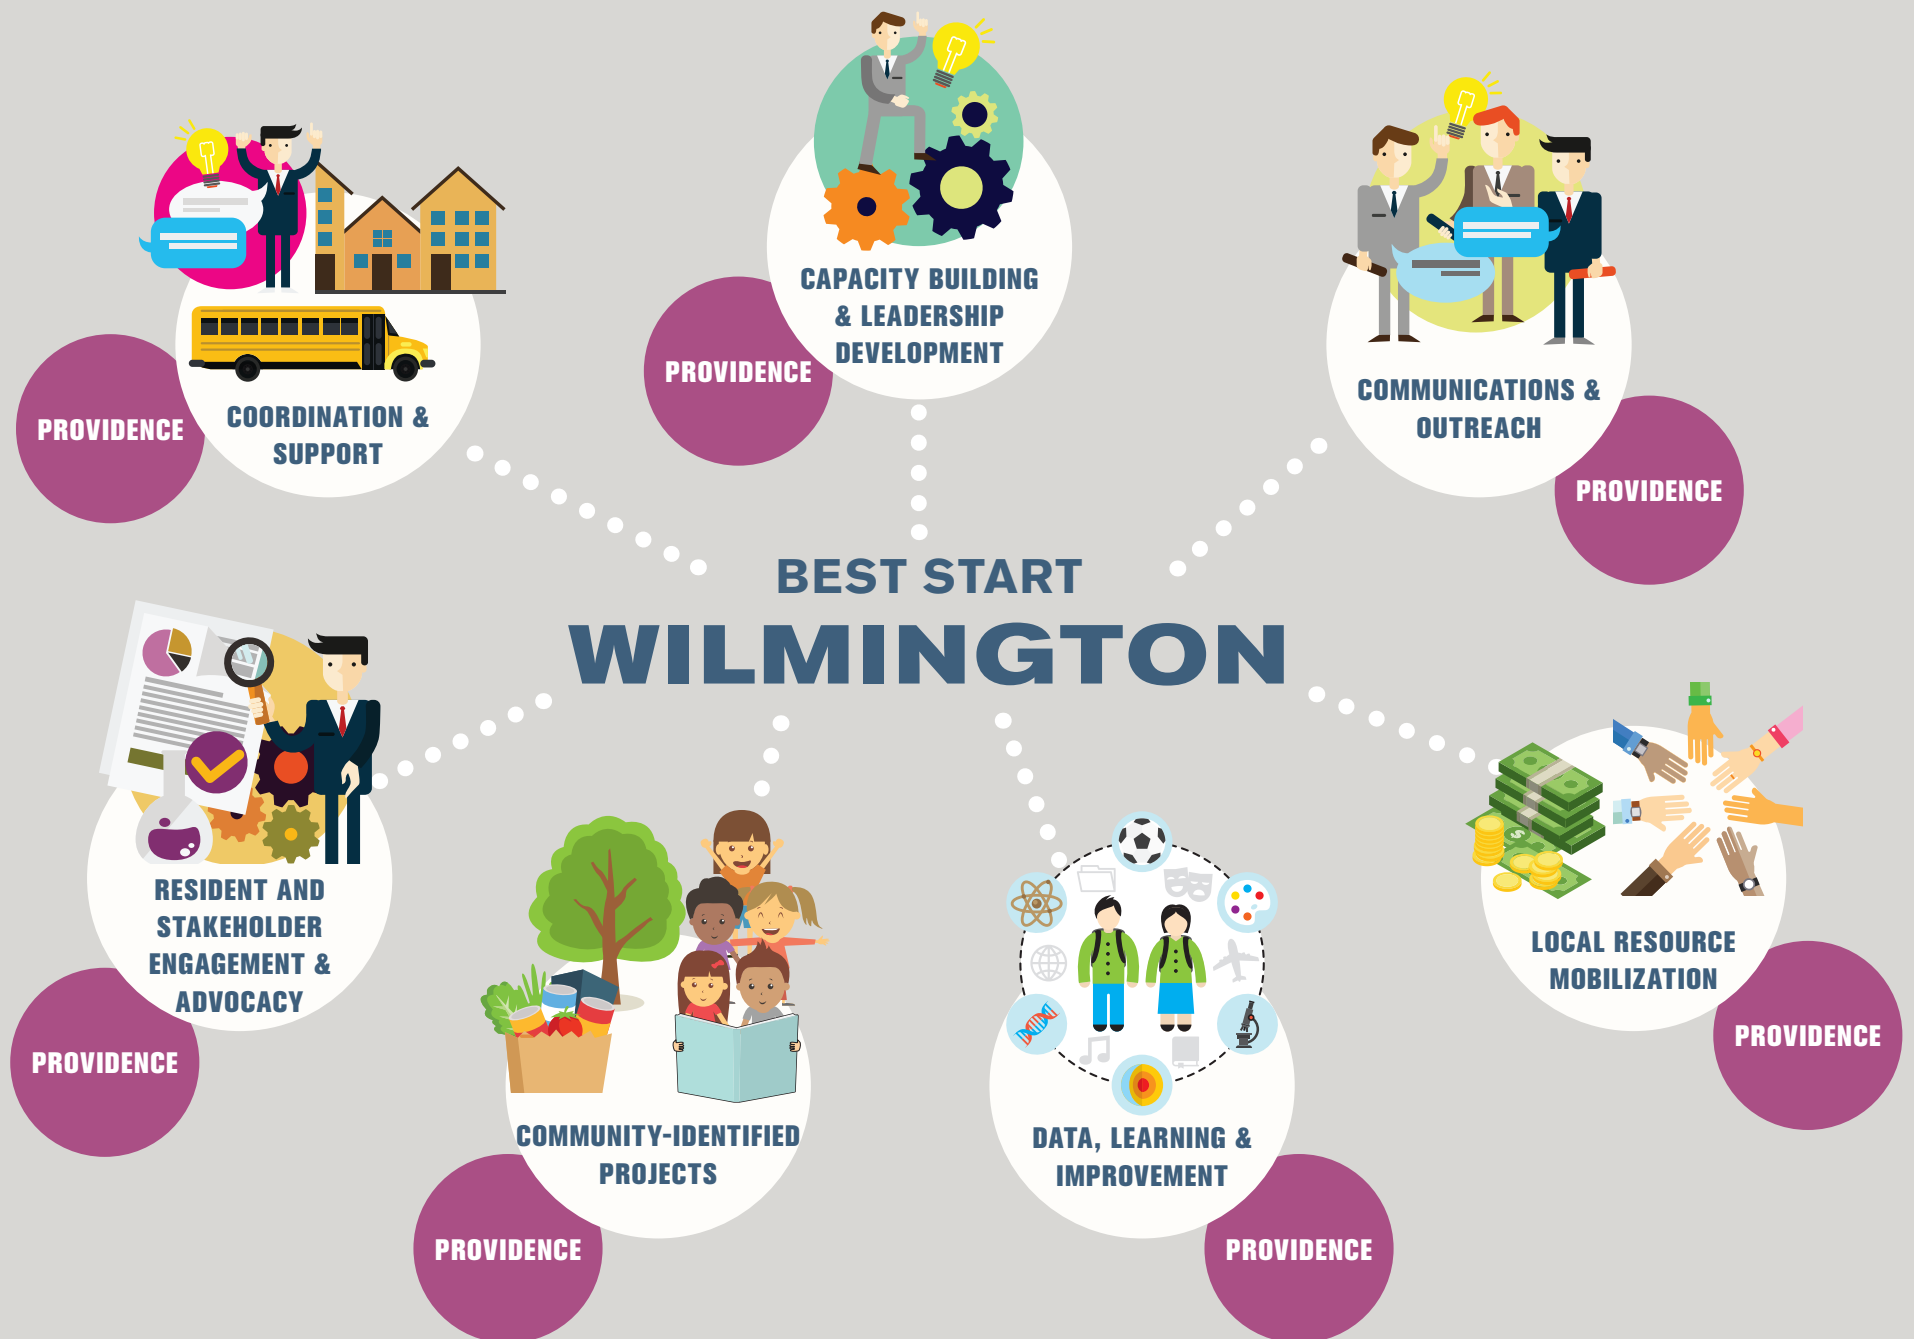 CAPACITY BUILDING
& LEADERSHIP
DEVELOPMENT
PROVIDENCE
COORDINATION &
SUPPORT
PROVIDENCE
COMMUNICATIONS &
OUTREACH
PROVIDENCE
BEST START
WILMINGTON
RESIDENT AND
STAKEHOLDER
ENGAGEMENT &
ADVOCACY
PROVIDENCE
COMMUNITY-IDENTIFIED
PROJECTS
PROVIDENCE
DATA, LEARNING &
IMPROVEMENT
PROVIDENCE
LOCAL RESOURCE
MOBILIZATION
PROVIDENCE